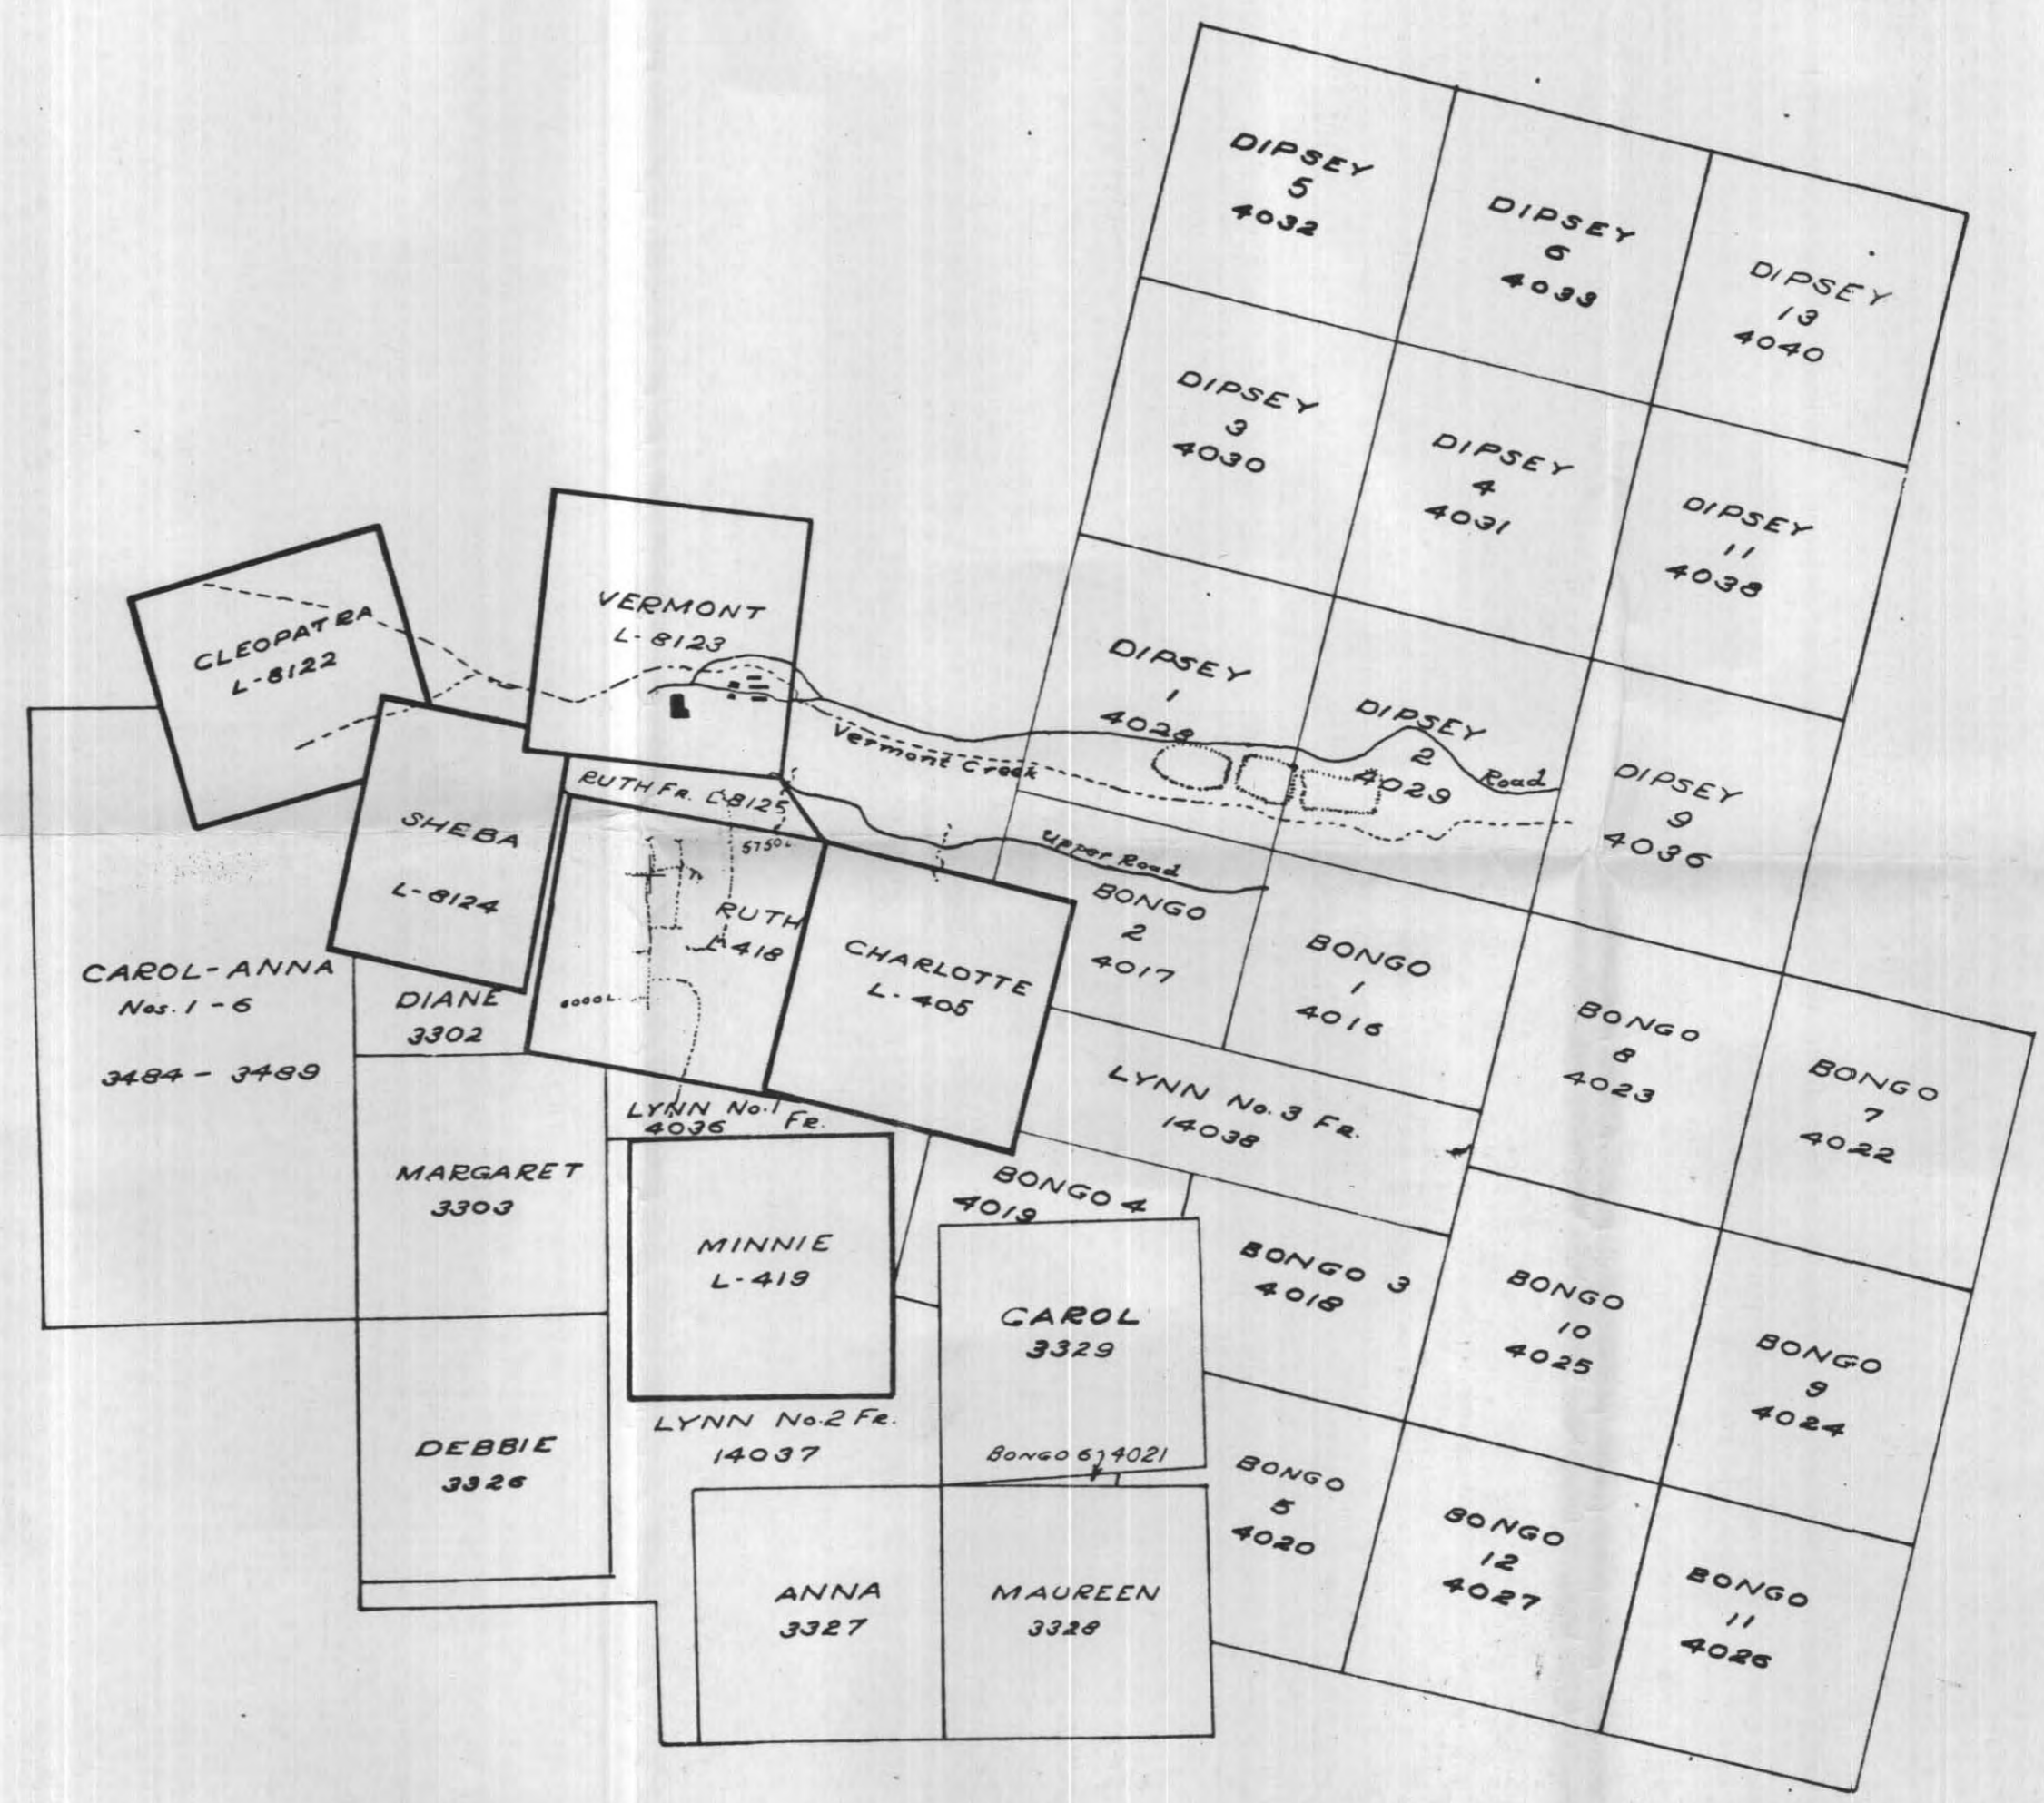 DIPSEY
5
4032
DIPSEY
6
4033
DIPSEY
13
4040
DIPSEY
3
4030
DIPSEY
4
4031
DIPSEY
11
4038
CLEOPATRA
L-8122
VERMONT
L-8123
DIPSEY
1
4028
DIPSEY
2
4029
Road
DIPSEY
9
4036
Vermont Creek
Upper Road
RUTH FR. L-8125
SHEBA
L-8124
5750L
RUTH
L-418
6000L
CHARLOTTE
L-405
BONGO
2
4017
BONGO
1
4016
BONGO
8
4023
BONGO
7
4022
CAROL-ANNA
Nos. 1-6
3484-3489
DIANE
3302
LYNN No.1 FR.
4036
LYNN No. 3 FR.
14038
MARGARET
3303
MINNIE
L-419
BONGO 4
4019
CAROL
3329
BONGO 3
4018
BONGO
10
4025
BONGO
9
4024
DEBBIE
3326
LYNN No.2 FR.
14037
BONGO 6, 4021
BONGO
5
4020
BONGO
12
4027
BONGO
11
4026
ANNA
3327
MAUREEN
3328